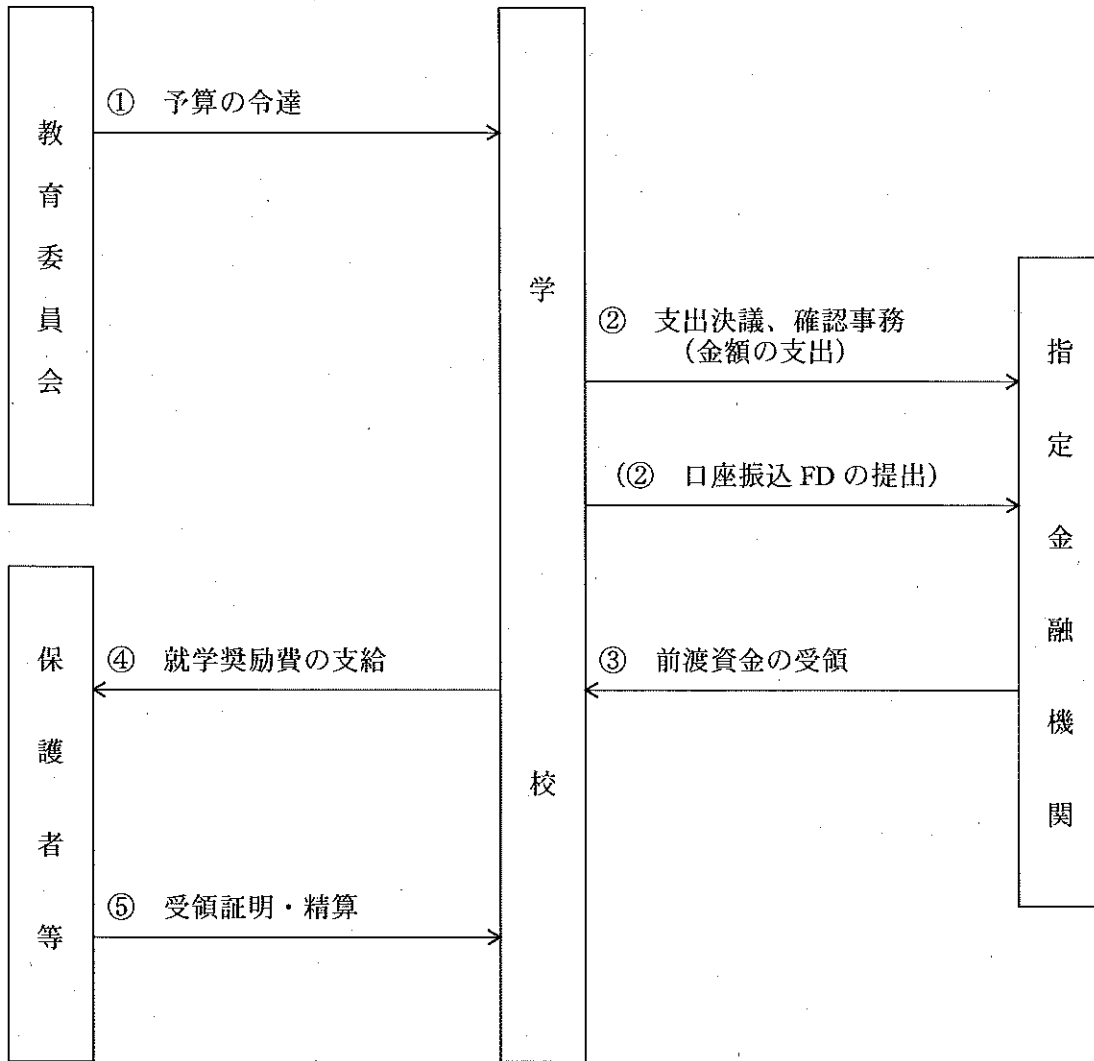 教育委員会
① 予算の令達
学校
② 支出決議、確認事務
(金額の支出)
(② 口座振込 FD の提出)
指定金融機関
③ 前渡資金の受領
保護者等
④ 就学奨励費の支給
⑤ 受領証明・精算